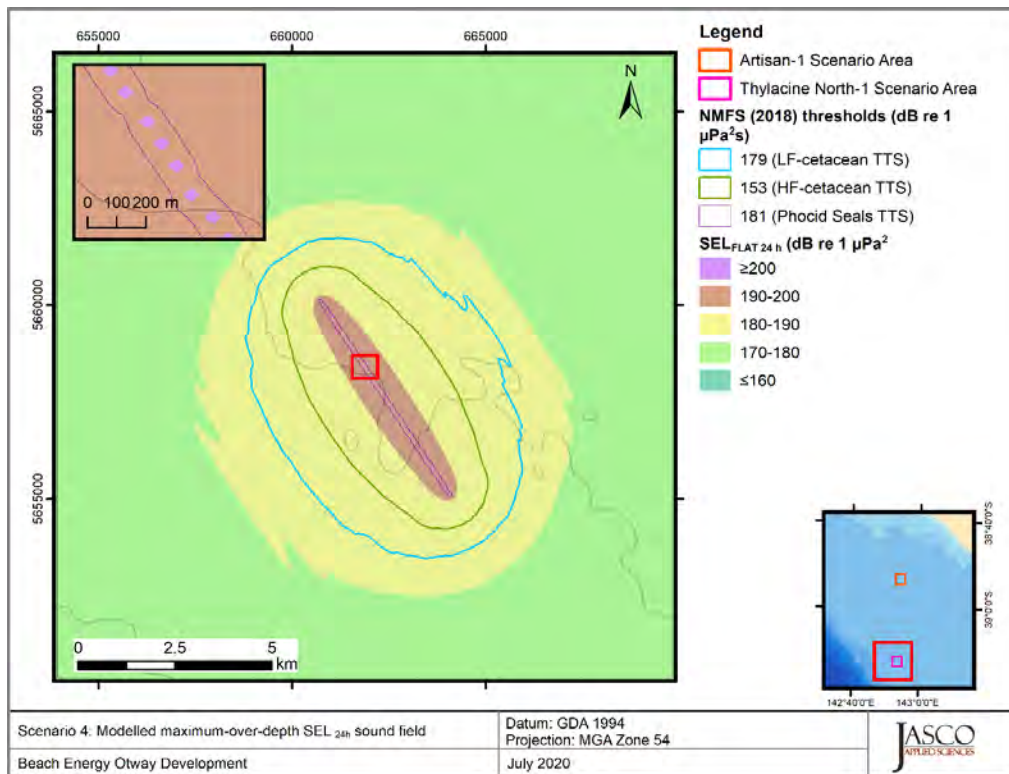 655000 660000 665000
5665000
5660000
5655000
N
0 100 200 m
0 2.5 5
km
Legend
Artisan-1 Scenario Area
Thylacine North-1 Scenario Area
NMFS (2018) thresholds (dB re 1
µPa²s)
179 (LF-cetacean TTS)
153 (HF-cetacean TTS)
181 (Phocid Seals TTS)
SEL FLAT 24 h (dB re 1 µPa²
≥200
190-200
180-190
170-180
≤160
38°40'0"S
39°0'0"S
142°40'0"E 143°0'0"E
Scenario 4: Modelled maximum-over-depth SEL 24h sound field
Datum: GDA 1994
Projection: MGA Zone 54
Beach Energy Otway Development
July 2020
JASCO
APPLIED SCIENCES